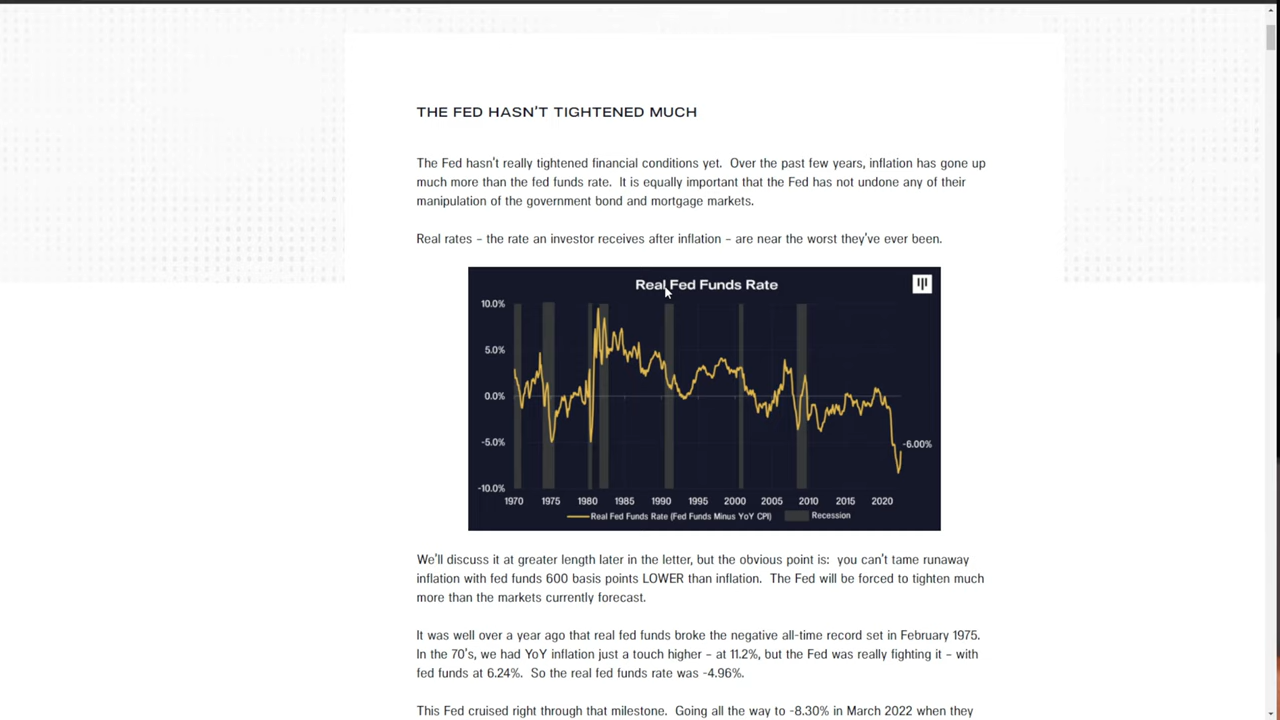 THE FED HASN'T TIGHTENED MUCH
The Fed hasn't really tightened financial conditions yet. Over the past few years, inflation has gone up
much more than the fed funds rate. It is equally important that the Fed has not undone any of their
manipulation of the government bond and mortgage markets.
Real rates – the rate an investor receives after inflation – are near the worst they've ever been.
Real Fed Funds Rate
10.0%
5.0%
0.0%
-5.0%
-10.0%
-6.00%
1970 1975 1980 1985 1990 1995 2000 2005 2010 2015 2020
Real Fed Funds Rate (Fed Funds Minus YoY CPI) Recession
We'll discuss it at greater length later in the letter, but the obvious point is: you can't tame runaway
inflation with fed funds 600 basis points LOWER than inflation. The Fed will be forced to tighten much
more than the markets currently forecast.
It was well over a year ago that real fed funds broke the negative all-time record set in February 1975.
In the 70's, we had YoY inflation just a touch higher – at 11.2%, but the Fed was really fighting it – with
fed funds at 6.24%. So the real fed funds rate was -4.96%.
This Fed cruised right through that milestone. Going all the way to -8.30% in March 2022 when they